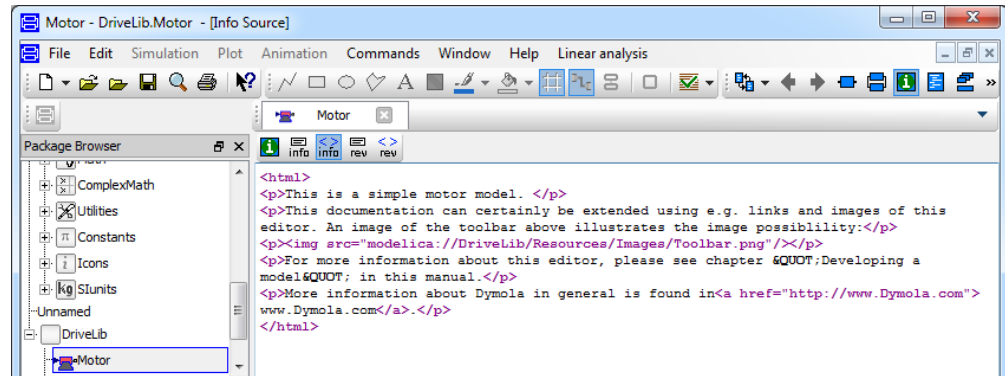 Motor - DriveLib.Motor - [Info Source]
File Edit Simulation Plot Animation Commands Window Help Linear analysis
A
Motor
Package Browser
info info rev rev
ComplexMath
Utilities
π Constants
i Icons
Kg SIunits
Unnamed
DriveLib
Motor
<html>
<p>This is a simple motor model. </p>
<p>This documentation can certainly be extended using e.g. links and images of this
editor. An image of the toolbar above illustrates the image possiblility:</p>
<p><img src="modelica://DriveLib/Resources/Images/Toolbar.png"/></p>
<p>For more information about this editor, please see chapter &QUOT;Developing a
model&QUOT; in this manual.</p>
<p>More information about Dymola in general is found in<a href="http://www.Dymola.com">
www.Dymola.com</a>.</p>
</html>